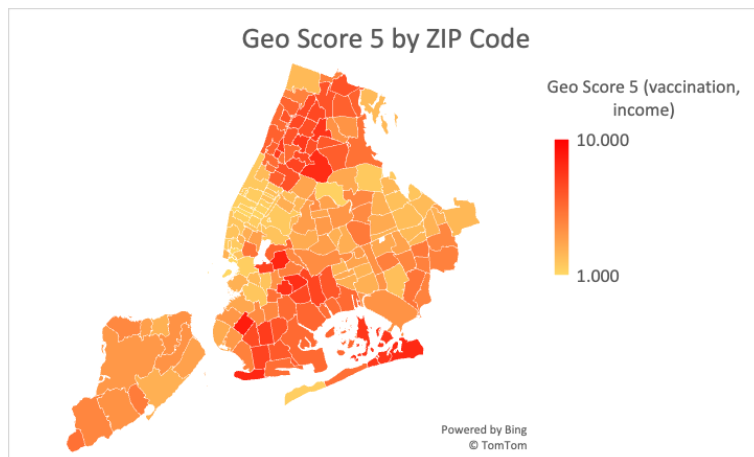 Geo Score 5 by ZIP Code
Geo Score 5 (vaccination,
income)
10.000
1.000
Powered by Bing
© TomTom